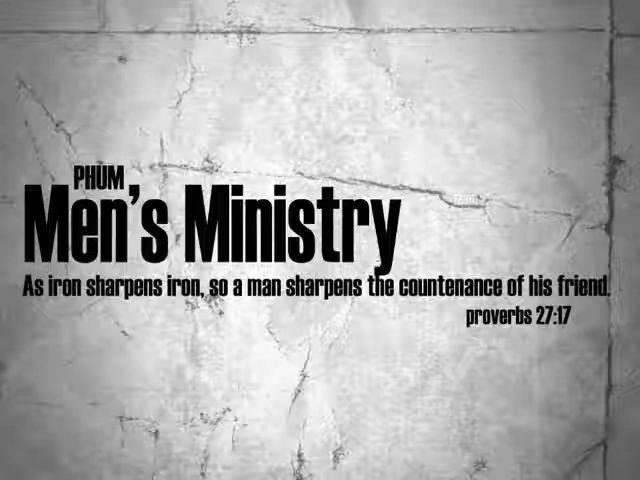 PHUM
Men's Ministry
As iron sharpens iron, so a man sharpens the countenance of his friend.
proverbs 27:17